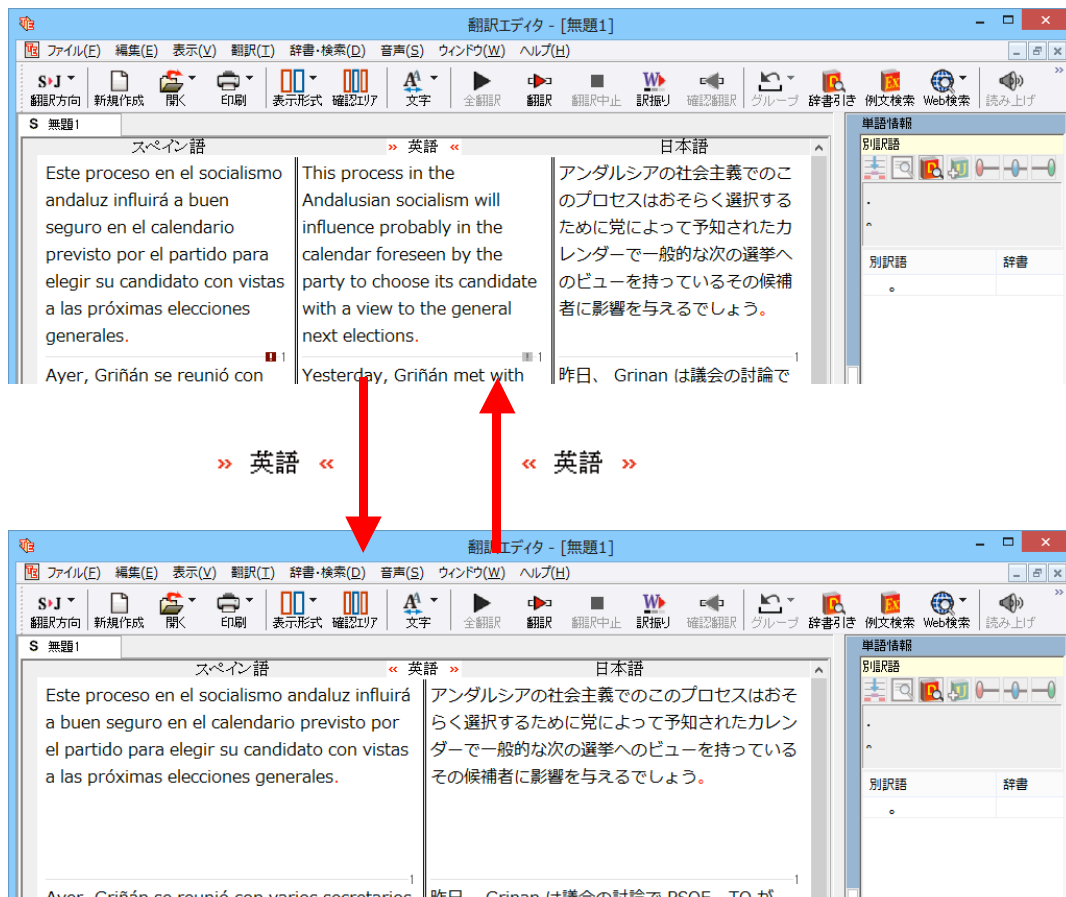 翻訳エディタ - [無題1]
ファイル(F) 編集(E) 表示(V) 翻訳(T) 辞書・検索(D) 音声(S) ウィンドウ(W) ヘルプ(H)
S▸J
翻訳方向 新規作成 開く 印刷 表示形式 確認エリア 文字 全翻訳 翻訳 翻訳中止 訳振り 確認翻訳 グループ 辞書引き 例文検索 Web検索 読み上げ
S 無題1
単語情報
別訳語
スペイン語
Este proceso en el socialismo
andaluz influirá a buen
seguro en el calendario
previsto por el partido para
elegir su candidato con vistas
a las próximas elecciones
generales.
1
Ayer, Griñán se reunió con
» 英語 «
This process in the
Andalusian socialism will
influence probably in the
calendar foreseen by the
party to choose its candidate
with a view to the general
next elections.
1
Yesterday, Griñán met with
日本語
アンダルシアの社会主義でのこ
のプロセスはおそらく選択する
ために党によって予知されたカ
レンダーで一般的な次の選挙へ
のビューを持っているその候補
者に影響を与えるでしょう。
1
昨日、 Grinan は議会の討論で
別訳語 辞書
。
» 英語 «
« 英語 »
翻訳エディタ - [無題1]
ファイル(F) 編集(E) 表示(V) 翻訳(T) 辞書・検索(D) 音声(S) ウィンドウ(W) ヘルプ(H)
S▸J
翻訳方向 新規作成 開く 印刷 表示形式 確認エリア 文字 全翻訳 翻訳 翻訳中止 訳振り 確認翻訳 グループ 辞書引き 例文検索 Web検索 読み上げ
S 無題1
単語情報
別訳語
スペイン語 « 英語 » 日本語
Este proceso en el socialismo andaluz influirá
a buen seguro en el calendario previsto por
el partido para elegir su candidato con vistas
a las próximas elecciones generales.
1
Ayer, Griñán se reunió con varios secretarios
アンダルシアの社会主義でのこのプロセスはおそ
らく選択するために党によって予知されたカレン
ダーで一般的な次の選挙へのビューを持っている
その候補者に影響を与えるでしょう。
1
昨日、 Grinan は議会の討論で PSOE - TO が
別訳語 辞書
。